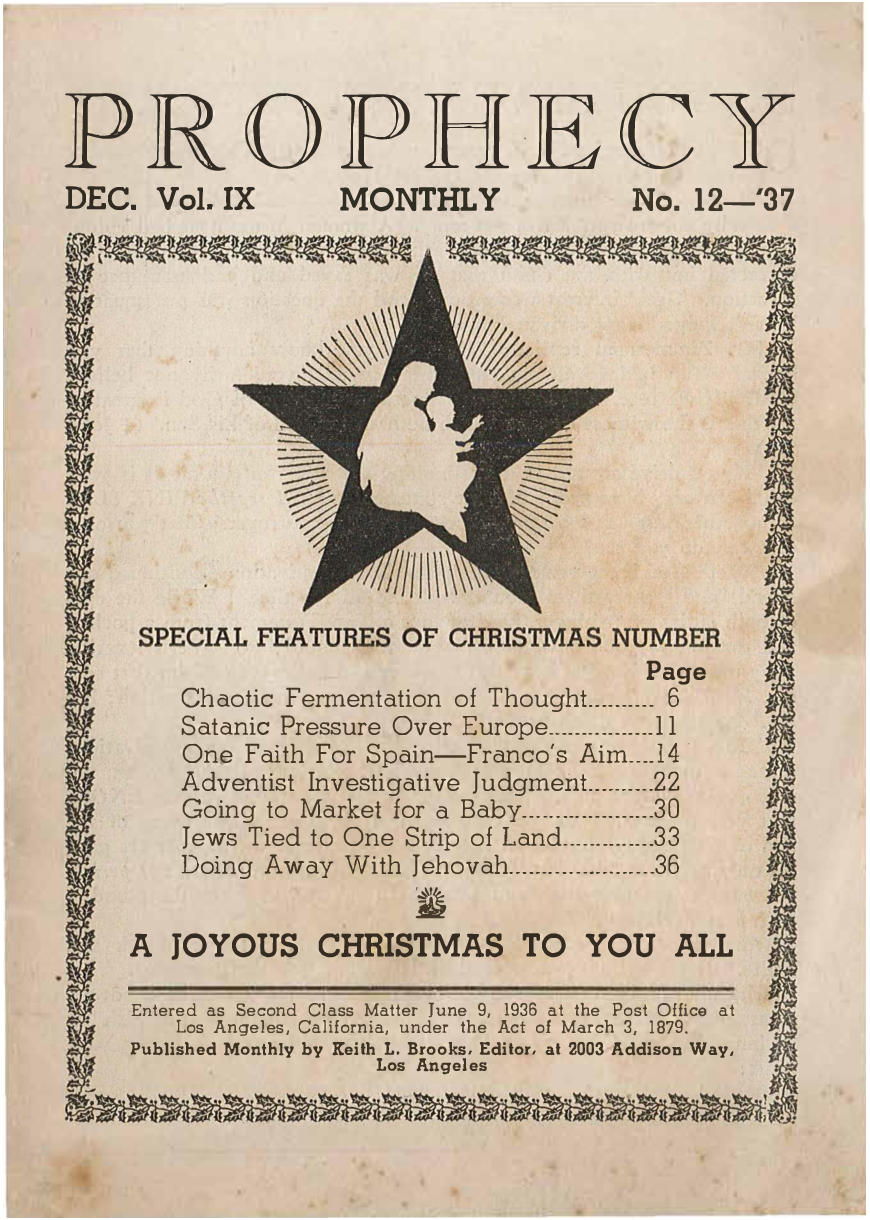 PROPHECY
DEC. Vol. IX MONTHLY No. 12—'37
SPECIAL FEATURES OF CHRISTMAS NUMBER
Page
Chaotic Fermentation of Thought.......... 6
Satanic Pressure Over Europe...............11
One Faith For Spain—Franco's Aim....14
Adventist Investigative Judgment.........22
Going to Market for a Baby...................30
Jews Tied to One Strip of Land.............33
Doing Away With Jehovah......................36
A JOYOUS CHRISTMAS TO YOU ALL
Entered as Second Class Matter June 9, 1936 at the Post Office at
Los Angeles, California, under the Act of March 3, 1879.
Published Monthly by Keith L. Brooks, Editor, at 2003 Addison Way,
Los Angeles